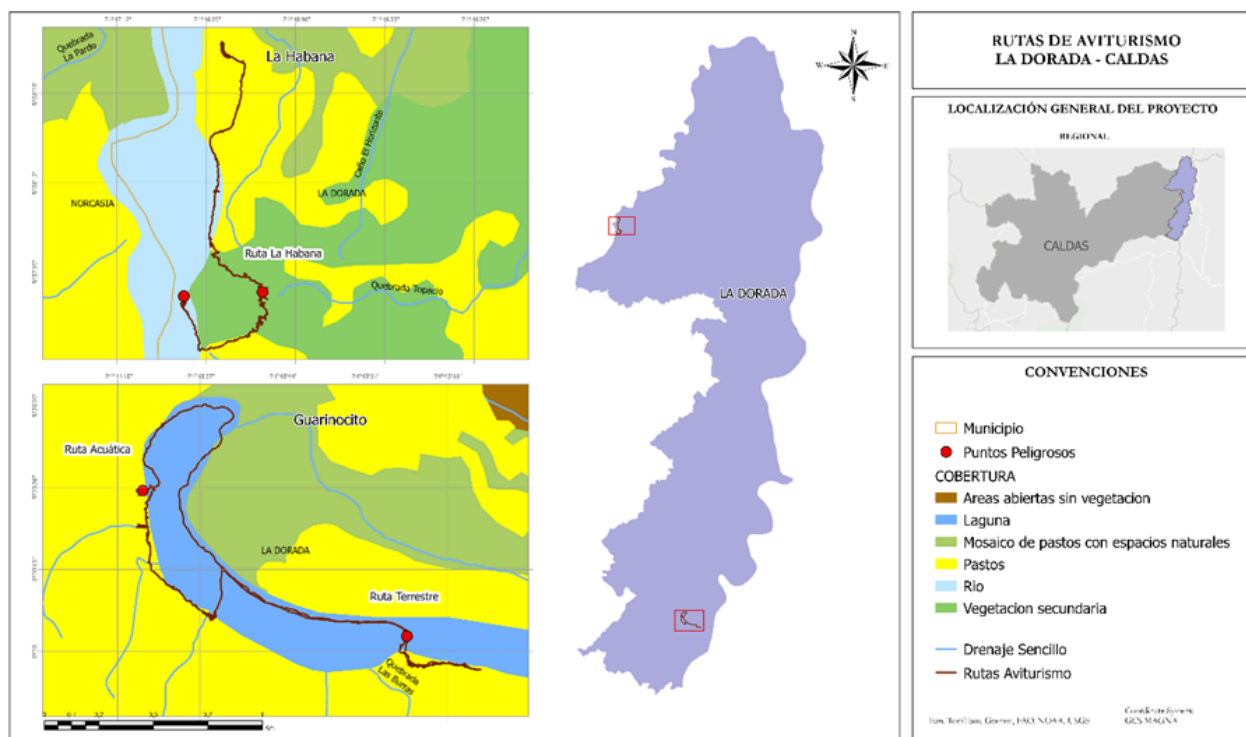 La Habana
Quebrada
La Pardo
Caño El Horizonte
NORCASIA
LA DORADA
Ruta La Habana
Quebrada Topacio
Guarinocito
Ruta Acuática
LA DORADA
Ruta Terrestre
Quebrada
Las Burras
N
W
E
S
LA DORADA
RUTAS DE AVITURISMO
LA DORADA - CALDAS
LOCALIZACIÓN GENERAL DEL PROYECTO
REGIONAL
CALDAS
CONVENCIONES
Municipio
Puntos Peligrosos
COBERTURA
Areas abiertas sin vegetacion
Laguna
Mosaico de pastos con espacios naturales
Pastos
Rio
Vegetacion secundaria
Drenaje Sencillo
Rutas Aviturismo
Coordinate System
GCS MAGNA